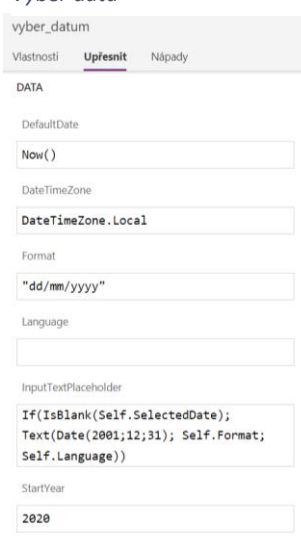 vyber_datum
Vlastnosti Upřesnit Nápady
DATA
DefaultDate
Now()
DateTimeZone
DateTimeZone.Local
Format
"dd/mm/yyyy"
Language
InputTextPlaceholder
If(IsBlank(Self.SelectedDate);
Text(Date(2001;12;31); Self.Format;
Self.Language))
StartYear
2020